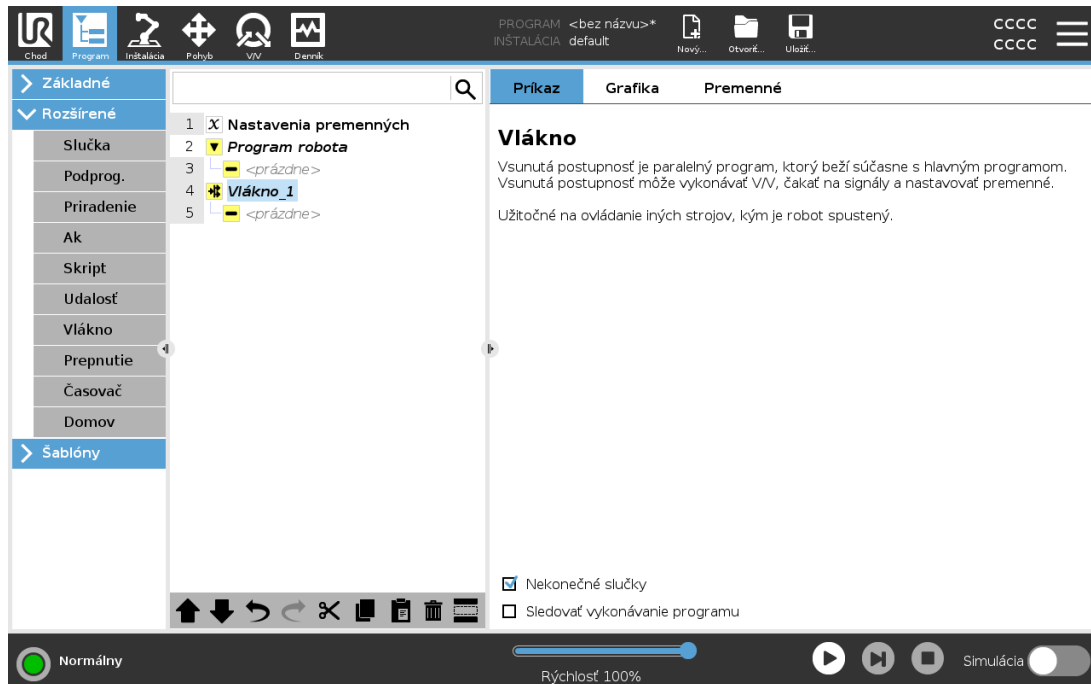 UR
Chod
Program
Inštalácia
Pohyb
V/V
Denník
PROGRAM <bez názvu>*
INŠTALÁCIA default
Nový...
Otvoriť...
Uložiť...
CCCC
CCCC
Základné
Rozšírené
Slučka
Podprog.
Priradenie
Ak
Skript
Udalosť
Vlákno
Prepnutie
Časovač
Domov
Šablóny
1 X Nastavenia premenných
2 Program robota
3 <prázdne>
4 Vlákno_1
5 <prázdne>
Príkaz
Grafika
Premenné
Vlákno
Vsunutá postupnosť je paralelný program, ktorý beží súčasne s hlavným programom.
Vsunutá postupnosť môže vykonávať V/V, čakať na signály a nastavovať premenné.
Užitočné na ovládanie iných strojov, kým je robot spustený.
Nekonečné slučky
Sledovať vykonávanie programu
Normálny
Rýchlosť 100%
Simulácia